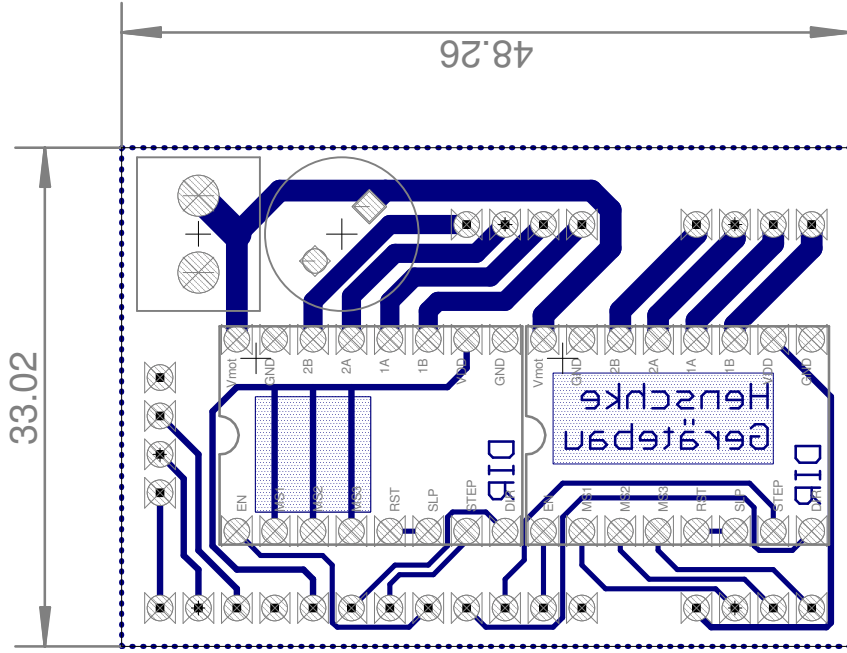 48.26
33.02
Vmot GND 2B 2A 1A 1B VDD GND
Vmot GND 2B 2A 1A 1B VDD GND
Henschke
Gerätebau
DIR
DIR
EN MS1 MS2 MS3 RST SLP STEP DIR
EN MS1 MS2 MS3 RST SLP STEP DIR